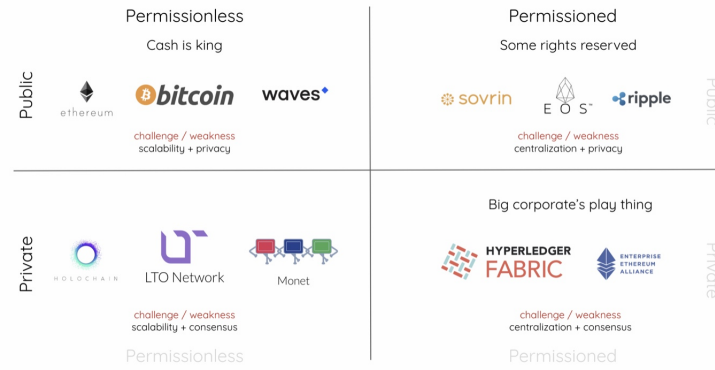 Permissionless
Permissioned
Cash is king
Some rights reserved
Public
ethereum
bitcoin
waves
sovrin
E O S™
ripple
Public
challenge / weakness
scalability + privacy
challenge / weakness
centralization + privacy
Big corporate's play thing
Private
HOLOCHAIN
LTO Network
Monet
HYPERLEDGER
FABRIC
ENTERPRISE
ETHEREUM
ALLIANCE
Private
challenge / weakness
scalability + consensus
challenge / weakness
centralization + consensus
Permissionless
Permissioned